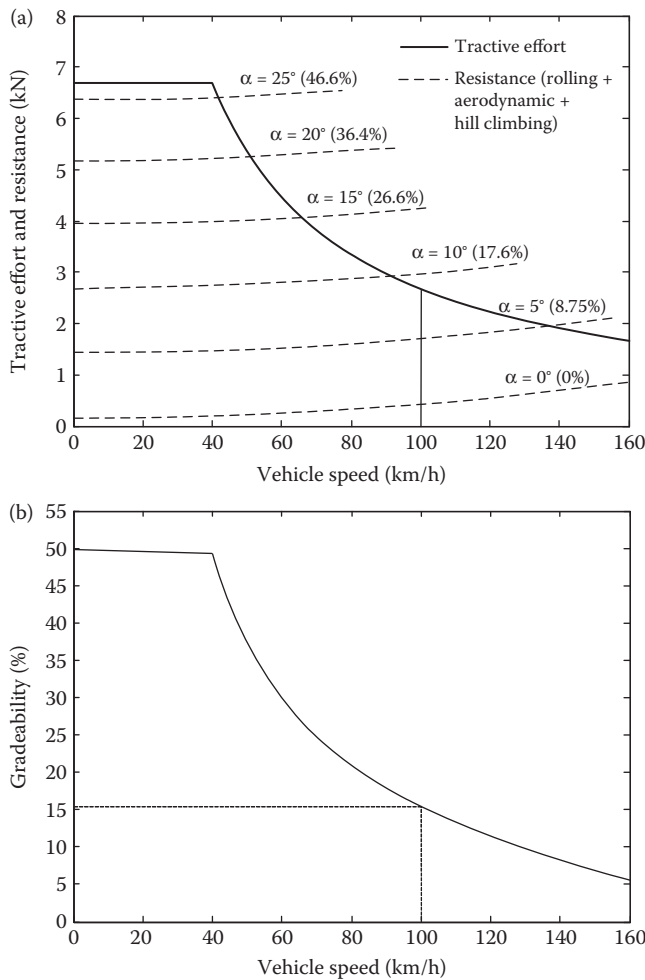 (a)
8
7
6
5
4
3
2
1
0
Tractive effort and resistance (kN)
Tractive effort
Resistance (rolling +
aerodynamic +
hill climbing)
α = 25° (46.6%)
α = 20° (36.4%)
α = 15° (26.6%)
α = 10° (17.6%)
α = 5° (8.75%)
α = 0° (0%)
0 20 40 60 80 100 120 140 160
Vehicle speed (km/h)
(b)
55
50
45
40
35
30
25
20
15
10
5
0
Gradeability (%)
0 20 40 60 80 100 120 140 160
Vehicle speed (km/h)